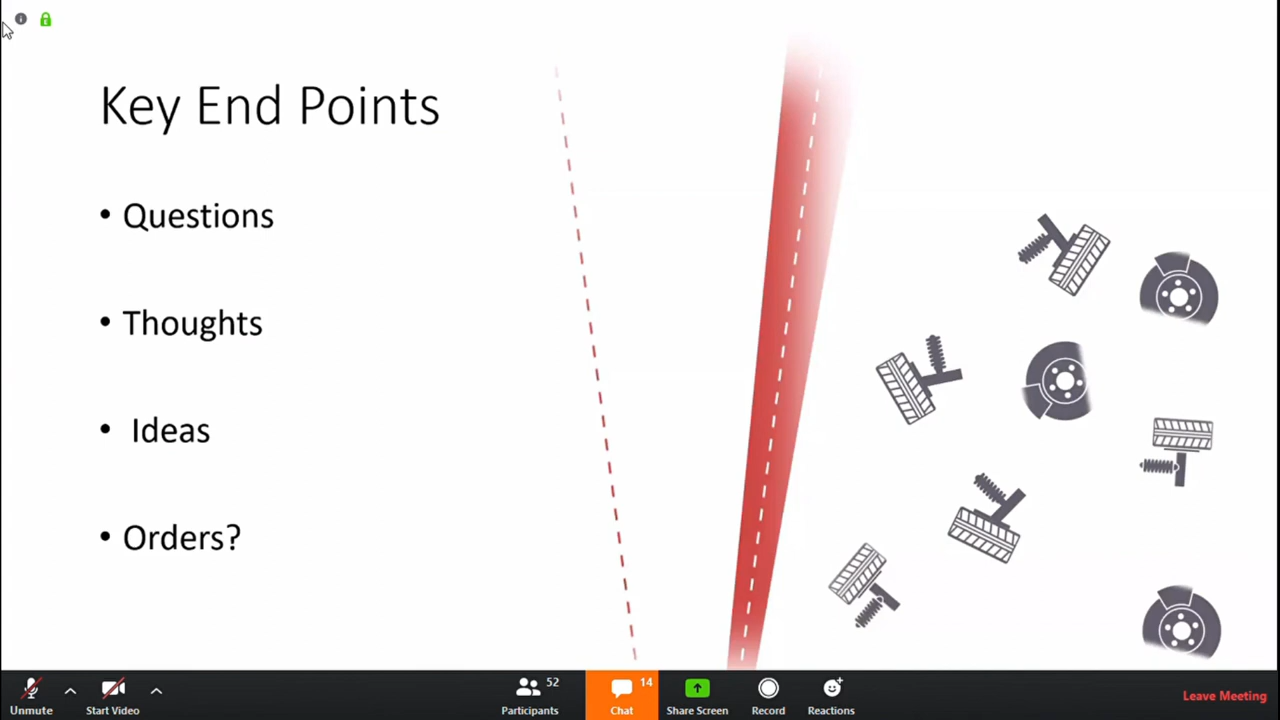 Key End Points
• Questions
• Thoughts
• Ideas
• Orders?
52
14
Unmute
Start Video
Participants
Chat
Share Screen
Record
Reactions
Leave Meeting